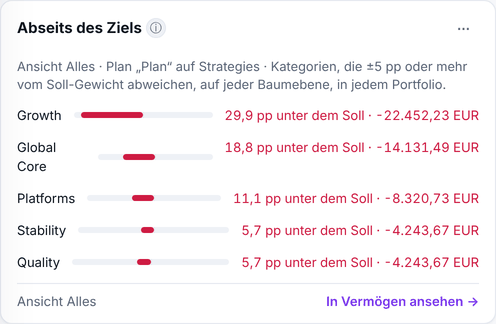 Abseits des Ziels ⓘ ...
Ansicht Alles · Plan „Plan“ auf Strategies · Kategorien, die ±5 pp oder mehr
vom Soll-Gewicht abweichen, auf jeder Baumebene, in jedem Portfolio.
Growth 29,9 pp unter dem Soll · -22.452,23 EUR
Global 18,8 pp unter dem Soll · -14.131,49 EUR
Core
Platforms 11,1 pp unter dem Soll · -8.320,73 EUR
Stability 5,7 pp unter dem Soll · -4.243,67 EUR
Quality 5,7 pp unter dem Soll · -4.243,67 EUR
Ansicht Alles In Vermögen ansehen →